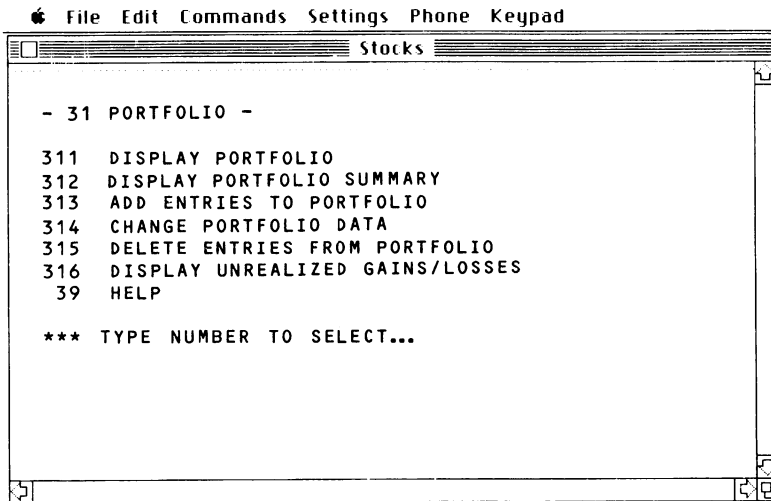 File Edit Commands Settings Phone Keypad
Stocks
- 31 PORTFOLIO -
311 DISPLAY PORTFOLIO
312 DISPLAY PORTFOLIO SUMMARY
313 ADD ENTRIES TO PORTFOLIO
314 CHANGE PORTFOLIO DATA
315 DELETE ENTRIES FROM PORTFOLIO
316 DISPLAY UNREALIZED GAINS/LOSSES
39 HELP
*** TYPE NUMBER TO SELECT...